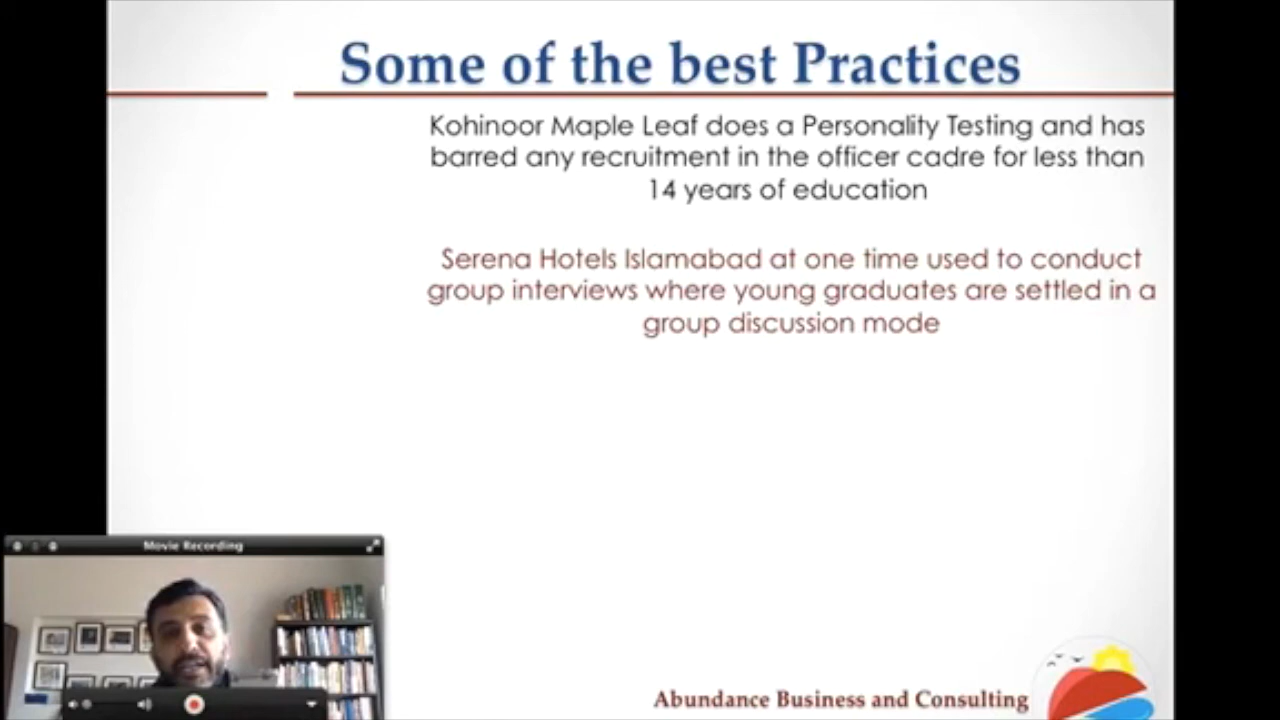 Some of the best Practices
Kohinoor Maple Leaf does a Personality Testing and has
barred any recruitment in the officer cadre for less than
14 years of education
Serena Hotels Islamabad at one time used to conduct
group interviews where young graduates are settled in a
group discussion mode
Movie Recording
Abundance Business and Consulting